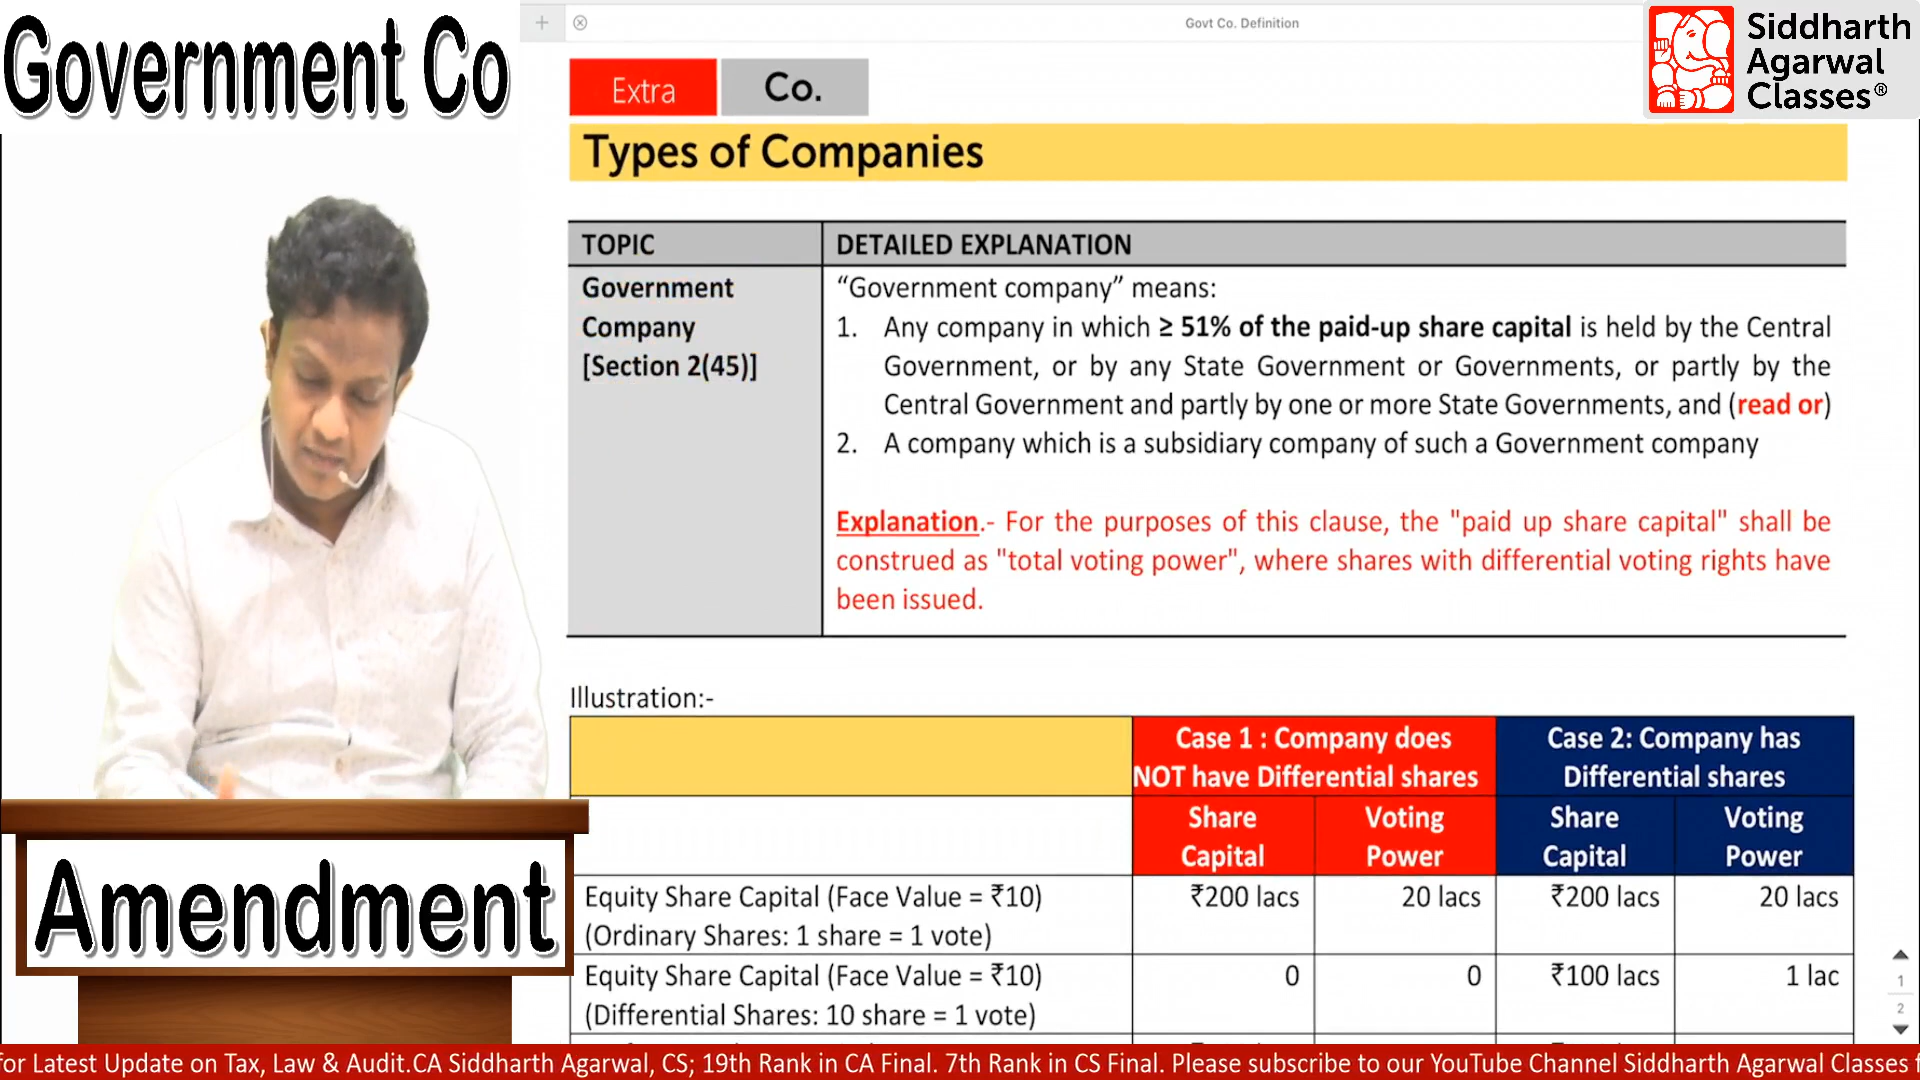 Government Co
Govt Co. Definition
Siddharth
Agarwal
Classes®
Extra
Co.
Types of Companies
TOPIC
DETAILED EXPLANATION
Government
Company
[Section 2(45)]
“Government company” means:
1. Any company in which ≥ 51% of the paid-up share capital is held by the Central
Government, or by any State Government or Governments, or partly by the
Central Government and partly by one or more State Governments, and (read or)
2. A company which is a subsidiary company of such a Government company
Explanation.- For the purposes of this clause, the "paid up share capital" shall be
construed as "total voting power", where shares with differential voting rights have
been issued.
Illustration:-
Case 1 : Company does
NOT have Differential shares
Case 2: Company has
Differential shares
Share
Capital
Voting
Power
Share
Capital
Voting
Power
Equity Share Capital (Face Value = ₹10)
(Ordinary Shares: 1 share = 1 vote)
₹200 lacs
20 lacs
₹200 lacs
20 lacs
Equity Share Capital (Face Value = ₹10)
(Differential Shares: 10 share = 1 vote)
0
0
₹100 lacs
1 lac
1
2
Amendment
for Latest Update on Tax, Law & Audit.CA Siddharth Agarwal, CS; 19th Rank in CA Final. 7th Rank in CS Final. Please subscribe to our YouTube Channel Siddharth Agarwal Classes